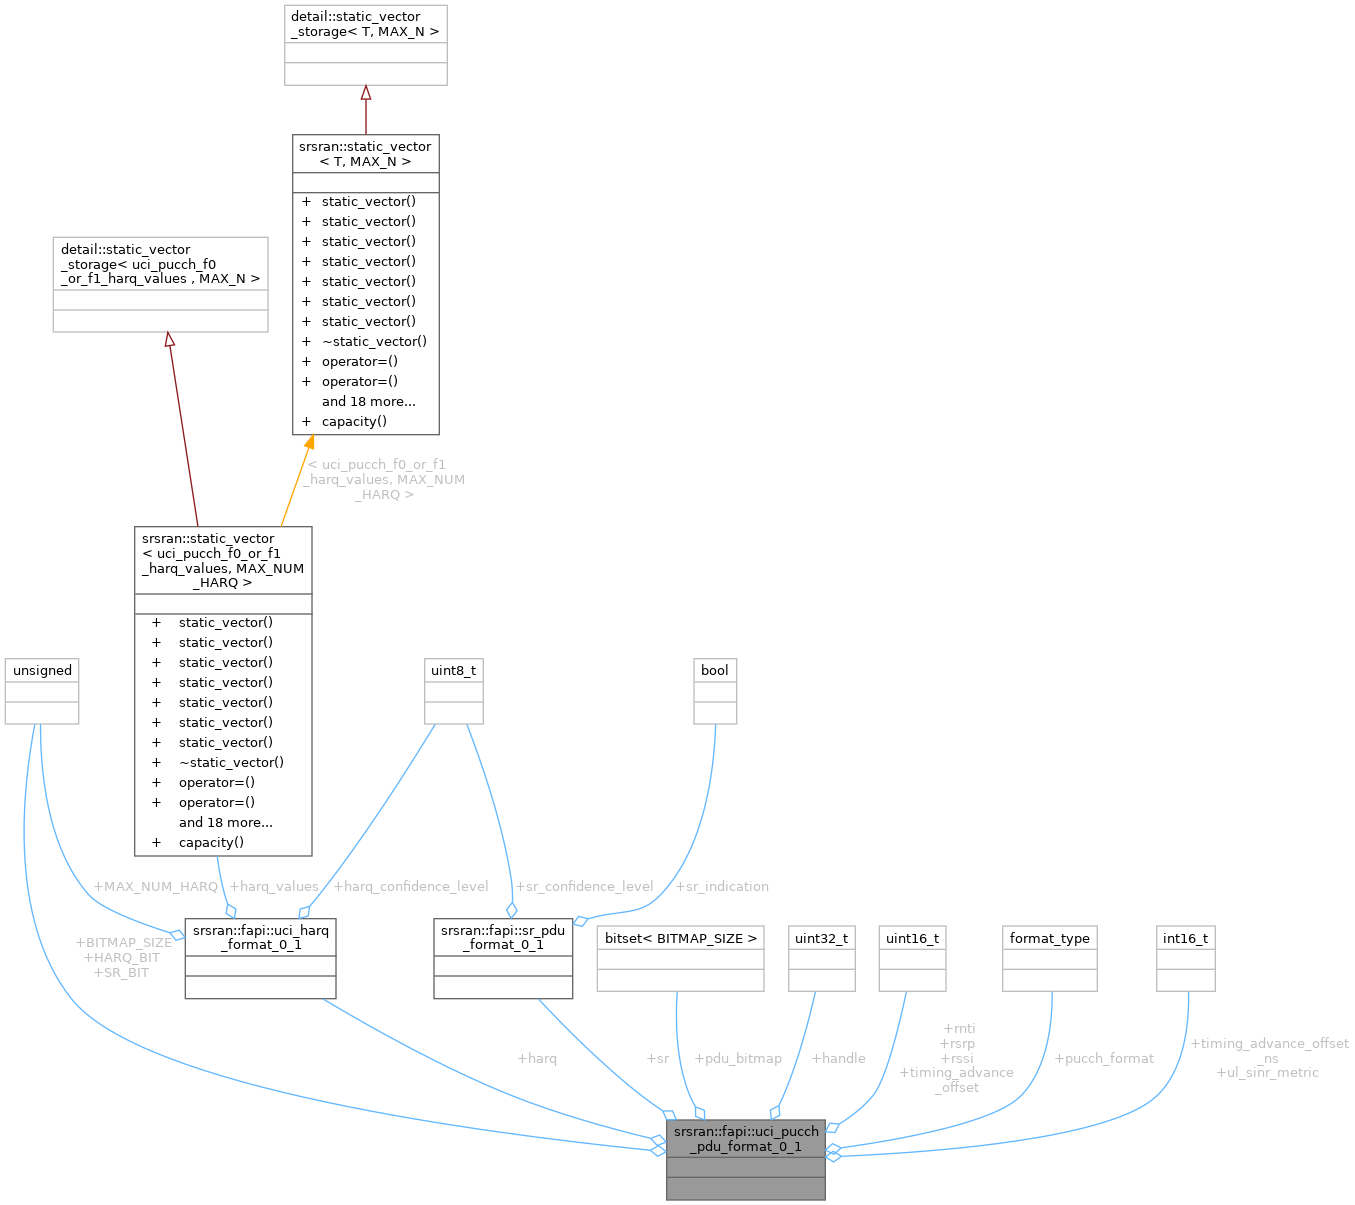 detail::static_vector
_storage< T, MAX_N >
srsran::static_vector
< T, MAX_N >
+ static_vector()
+ static_vector()
+ static_vector()
+ static_vector()
+ static_vector()
+ static_vector()
+ static_vector()
+ ~static_vector()
+ operator=()
+ operator=()
and 18 more...
+ capacity()
detail::static_vector
_storage< uci_pucch_f0
_or_f1_harq_values , MAX_N >
< uci_pucch_f0_or_f1
_harq_values, MAX_NUM
_HARQ >
srsran::static_vector
< uci_pucch_f0_or_f1
_harq_values, MAX_NUM
_HARQ >
+ static_vector()
+ static_vector()
+ static_vector()
+ static_vector()
+ static_vector()
+ static_vector()
+ static_vector()
+ ~static_vector()
+ operator=()
+ operator=()
and 18 more...
+ capacity()
unsigned
uint8_t
bool
+MAX_NUM_HARQ
+harq_values
+harq_confidence_level
+sr_confidence_level
+sr_indication
+BITMAP_SIZE
+HARQ_BIT
+SR_BIT
srsran::fapi::uci_harq
_format_0_1
srsran::fapi::sr_pdu
_format_0_1
bitset< BITMAP_SIZE >
uint32_t
uint16_t
format_type
int16_t
+harq
+sr
+pdu_bitmap
+handle
+rnti
+rsrp
+rssi
+timing_advance
_offset
+pucch_format
+timing_advance_offset
_ns
+ul_sinr_metric
srsran::fapi::uci_pucch
_pdu_format_0_1